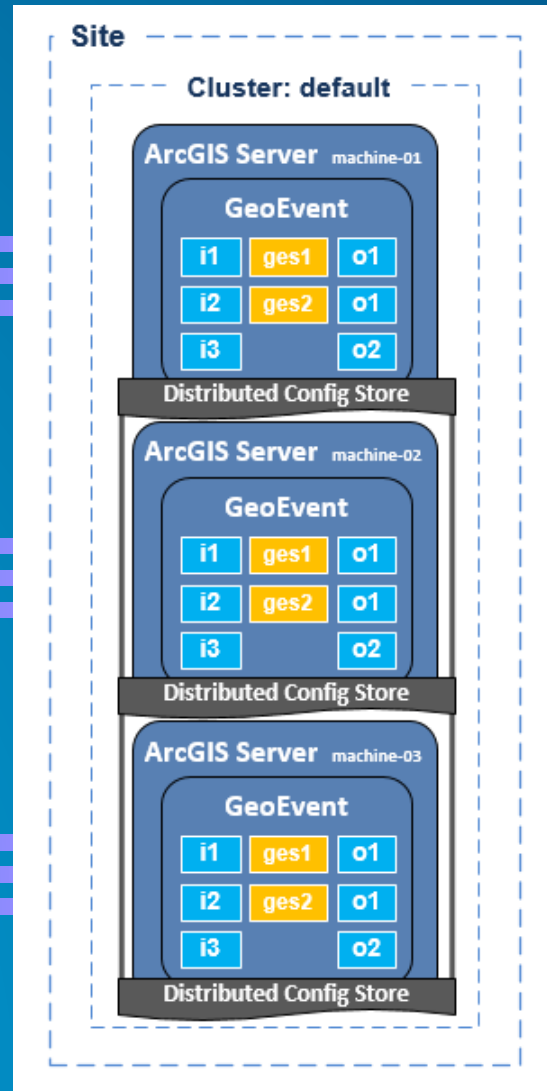 Site
Cluster: default
ArcGIS Server machine-01
GeoEvent
i1 ges1 o1
i2 ges2 o1
i3 o2
Distributed Config Store
ArcGIS Server machine-02
GeoEvent
i1 ges1 o1
i2 ges2 o1
i3 o2
Distributed Config Store
ArcGIS Server machine-03
GeoEvent
i1 ges1 o1
i2 ges2 o1
i3 o2
Distributed Config Store